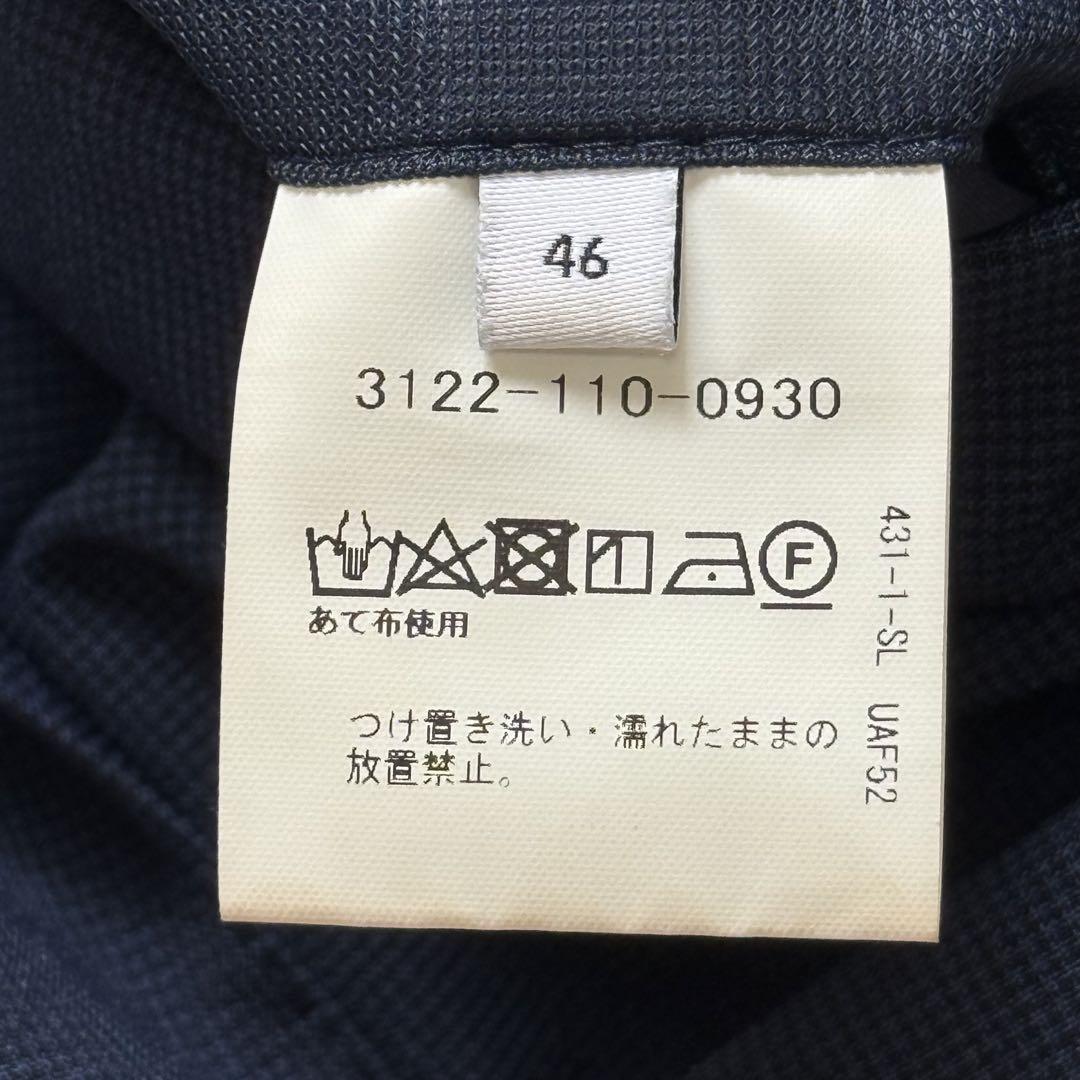 46
3122-110-0930
F
あて布使用
つけ置き洗い・濡れたままの
放置禁止。
431-1-SL UAF52